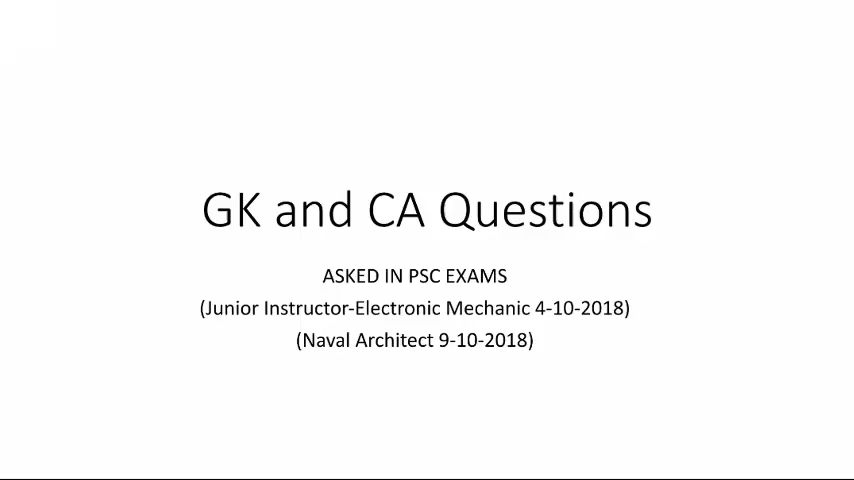 GK and CA Questions
ASKED IN PSC EXAMS
(Junior Instructor-Electronic Mechanic 4-10-2018)
(Naval Architect 9-10-2018)